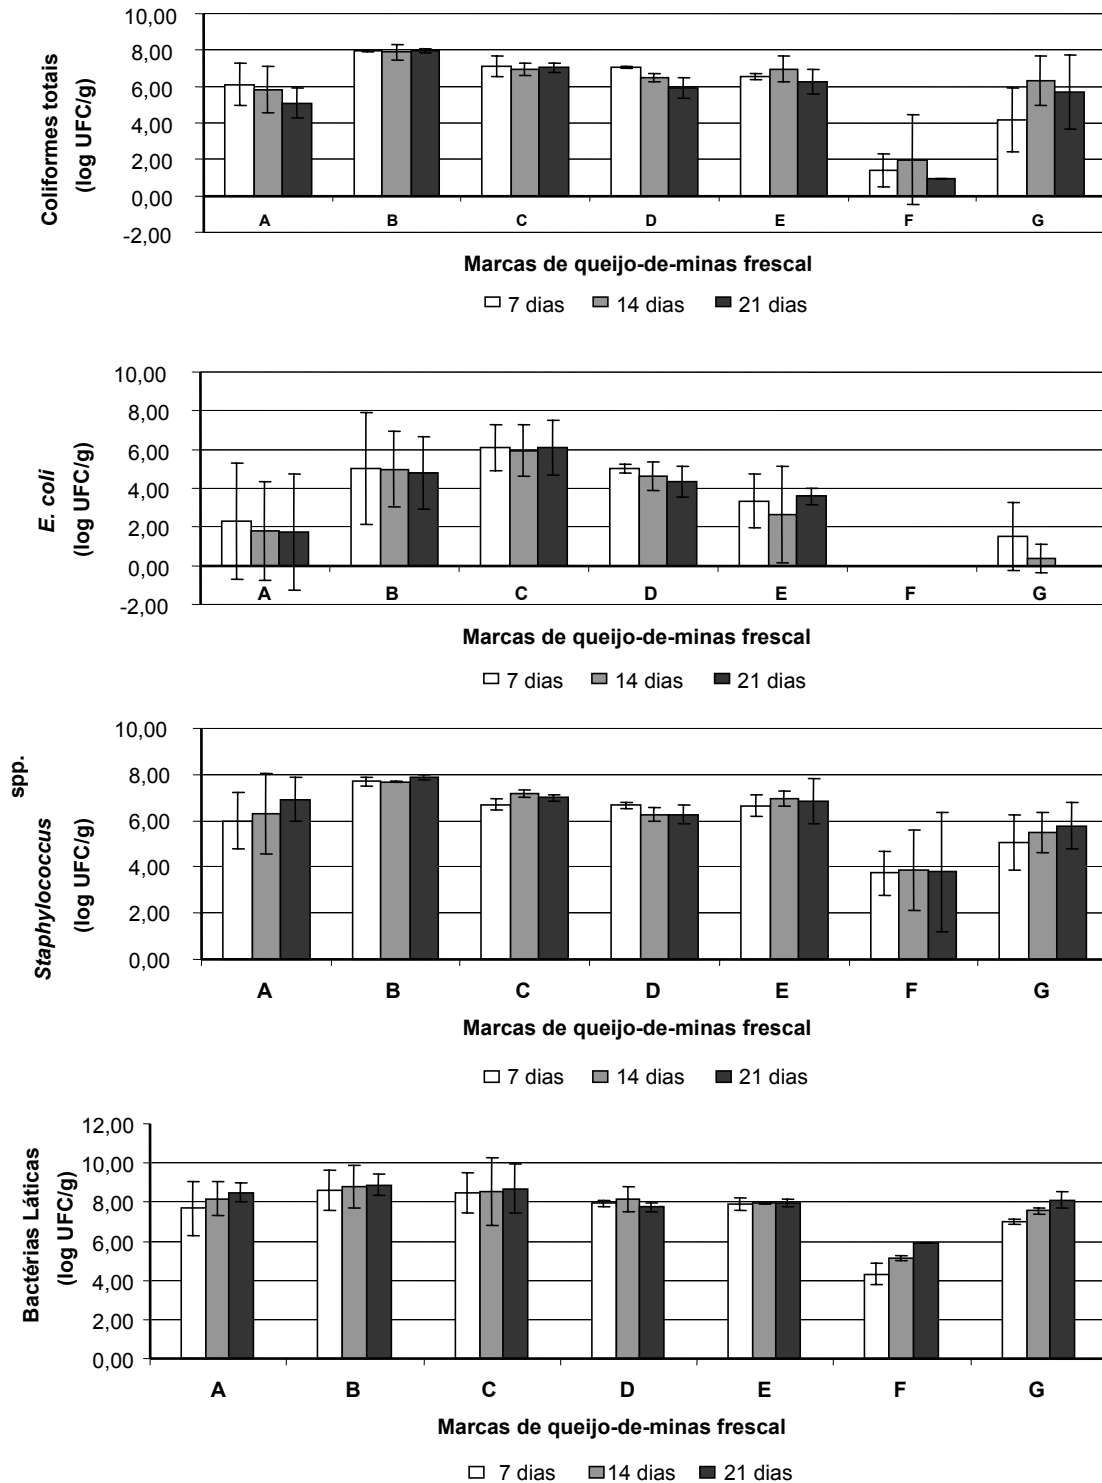 10,00
8,00
6,00
4,00
2,00
0,00
-2,00
Coliformes totais
(log UFC/g)
A B C D E F G
Marcas de queijo-de-minas frescal
7 dias 14 dias 21 dias
10,00
8,00
6,00
4,00
2,00
0,00
-2,00
E. coli
(log UFC/g)
A B C D E F G
Marcas de queijo-de-minas frescal
7 dias 14 dias 21 dias
10,00
8,00
6,00
4,00
2,00
0,00
Staphylococcus spp.
(log UFC/g)
A B C D E F G
Marcas de queijo-de-minas frescal
7 dias 14 dias 21 dias
12,00
10,00
8,00
6,00
4,00
2,00
0,00
Bactérias Láticas
(log UFC/g)
A B C D E F G
Marcas de queijo-de-minas frescal
7 dias 14 dias 21 dias